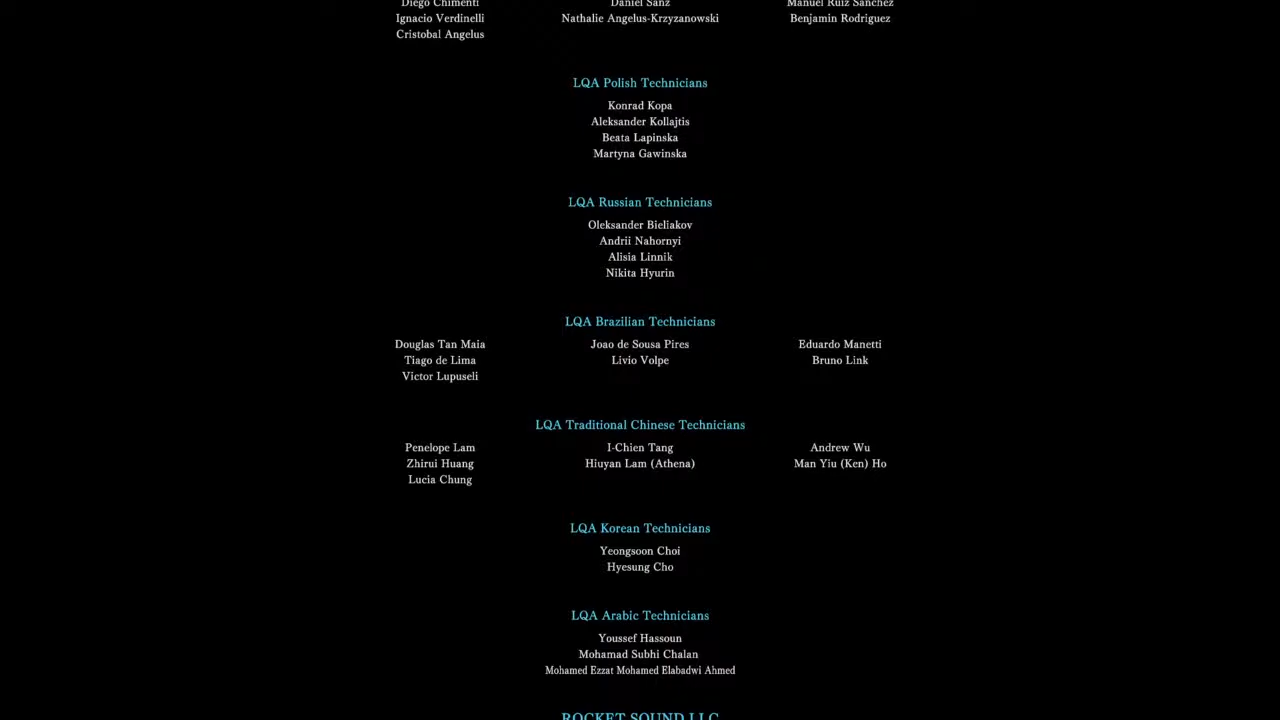 Diego Chimenti Daniel Sanz Manuel Ruiz Sanchez
Ignacio Verdinelli Nathalie Angelus-Krzyzanowski Benjamin Rodriguez
Cristobal Angelus
LQA Polish Technicians
Konrad Kopa
Aleksander Kollajtis
Beata Lapinska
Martyna Gawinska
LQA Russian Technicians
Oleksander Bieliakov
Andrii Nahornyi
Alisia Linnik
Nikita Hyurin
LQA Brazilian Technicians
Douglas Tan Maia Joao de Sousa Pires Eduardo Manetti
Tiago de Lima Livio Volpe Bruno Link
Victor Lupuseli
LQA Traditional Chinese Technicians
Penelope Lam I-Chien Tang Andrew Wu
Zhirui Huang Hiuyan Lam (Athena) Man Yiu (Ken) Ho
Lucia Chung
LQA Korean Technicians
Yeongsoon Choi
Hyesung Cho
LQA Arabic Technicians
Youssef Hassoun
Mohamad Subhi Chalan
Mohamed Ezzat Mohamed Elabadwi Ahmed
ROCKET SOUND LLC